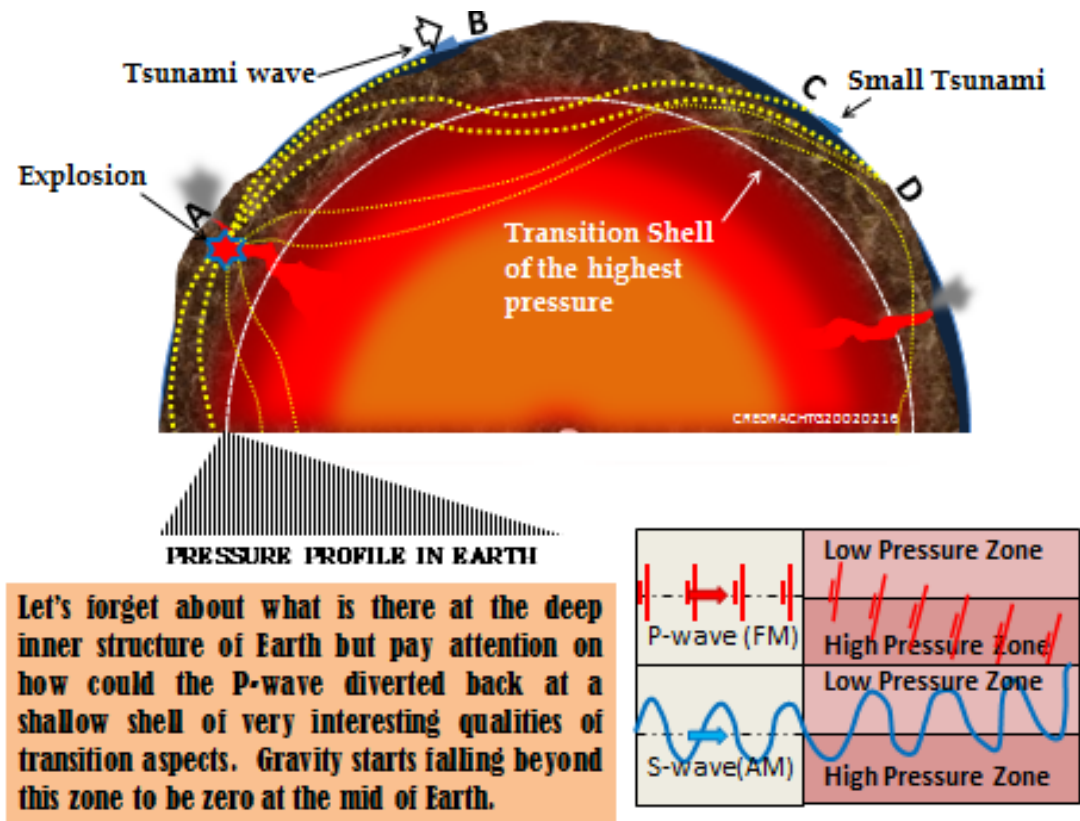 B
Tsunami wave
C
Small Tsunami
Explosion
A
D
Transition Shell
of the highest
pressure
CREDRACHTG20020216
PRESSURE PROFILE IN EARTH
Let's forget about what is there at the deep
inner structure of Earth but pay attention on
how could the P-wave diverted back at a
shallow shell of very interesting qualities of
transition aspects. Gravity starts falling beyond
this zone to be zero at the mid of Earth.
Low Pressure Zone
P-wave (FM)
High Pressure Zone
Low Pressure Zone
S-wave(AM)
High Pressure Zone